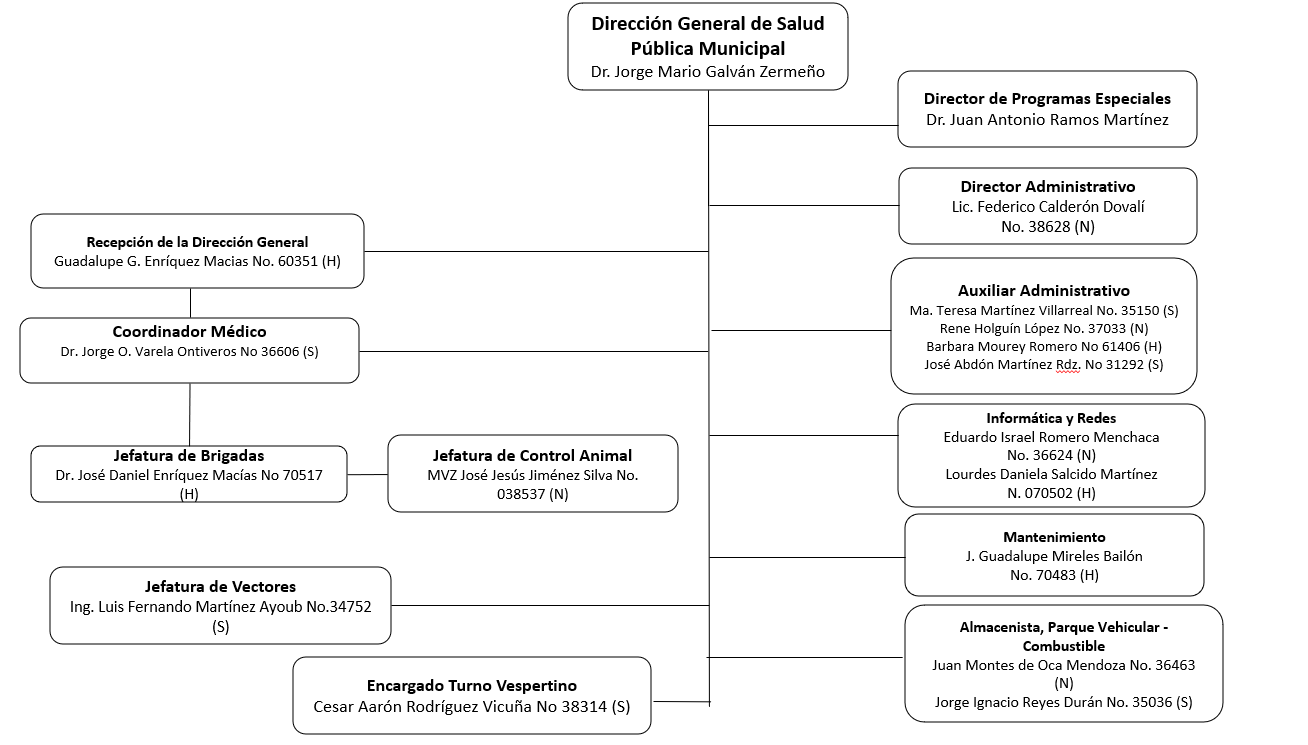 Dirección General de Salud
Pública Municipal
Dr. Jorge Mario Galván Zermeño
Director de Programas Especiales
Dr. Juan Antonio Ramos Martínez
Director Administrativo
Lic. Federico Calderón Dovalí
No. 38628 (N)
Recepción de la Dirección General
Guadalupe G. Enríquez Macias No. 60351 (H)
Auxiliar Administrativo
Ma. Teresa Martínez Villarreal No. 35150 (S)
Rene Holguín López No. 37033 (N)
Barbara Mourey Romero No 61406 (H)
José Abdón Martínez Rdz. No 31292 (S)
Coordinador Médico
Dr. Jorge O. Varela Ontiveros No 36606 (S)
Informática y Redes
Eduardo Israel Romero Menchaca
No. 36624 (N)
Lourdes Daniela Salcido Martínez
N. 070502 (H)
Jefatura de Brigadas
Dr. José Daniel Enríquez Macías No 70517
(H)
Jefatura de Control Animal
MVZ José Jesús Jiménez Silva No.
038537 (N)
Mantenimiento
J. Guadalupe Mireles Bailón
No. 70483 (H)
Jefatura de Vectores
Ing. Luis Fernando Martínez Ayoub No.34752
(S)
Almacenista, Parque Vehicular -
Combustible
Juan Montes de Oca Mendoza No. 36463
(N)
Jorge Ignacio Reyes Durán No. 35036 (S)
Encargado Turno Vespertino
Cesar Aarón Rodríguez Vicuña No 38314 (S)